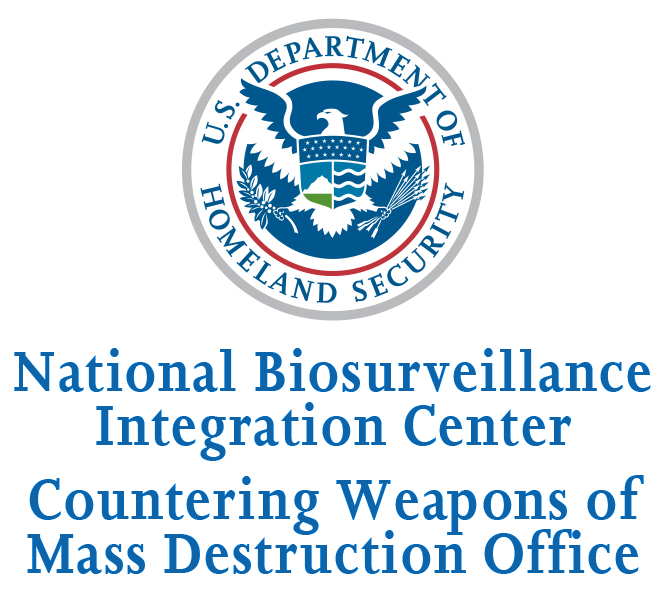 U.S. DEPARTMENT OF
HOMELAND SECURITY
National Biosurveillance
Integration Center
Countering Weapons of
Mass Destruction Office